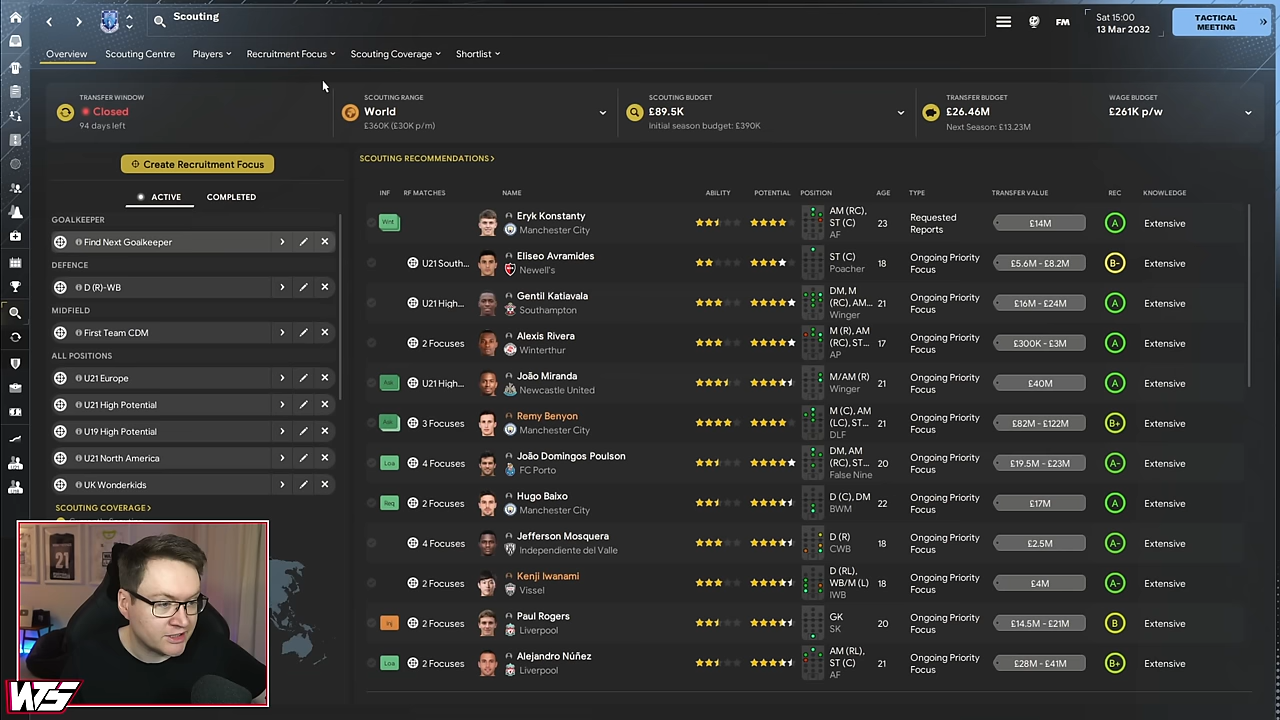 Scouting
FM
Sat 15:00
13 Mar 2032
TACTICAL
MEETING
Overview
Scouting Centre
Players
Recruitment Focus
Scouting Coverage
Shortlist
TRANSFER WINDOW
Closed
94 days left
SCOUTING RANGE
World
£360K (£30K p/m)
SCOUTING BUDGET
£89.5K
Initial season budget: £390K
TRANSFER BUDGET
£26.46M
Next Season: £13.23M
WAGE BUDGET
£261K p/w
Create Recruitment Focus
ACTIVE
COMPLETED
GOALKEEPER
Find Next Goalkeeper
DEFENCE
D (R)-WB
MIDFIELD
First Team CDM
ALL POSITIONS
U21 Europe
U21 High Potential
U19 High Potential
U21 North America
UK Wonderkids
SCOUTING COVERAGE >
SCOUTING RECOMMENDATIONS >
INF RF MATCHES NAME ABILITY POTENTIAL POSITION AGE TYPE TRANSFER VALUE REC KNOWLEDGE
Wnt Eryk Konstanty AM (RC), 23 Requested £14M A Extensive
Manchester City ST (C) Reports
AF
U21 South... Eliseo Avramides ST (C) 18 Ongoing Priority £5.6M - £8.2M B- Extensive
Newell's Poacher Focus
U21 High... Gentil Katiavala DM, M 21 Ongoing Priority £16M - £24M A Extensive
Southampton (RC), AM... Focus
Winger
2 Focuses Alexis Rivera M (R), AM 17 Ongoing Priority £300K - £3M A Extensive
Winterthur (RC), ST... Focus
AP
U21 High... João Miranda M/AM (R) 21 Ongoing Priority £40M A Extensive
Newcastle United Winger Focus
3 Focuses Remy Benyon M (C), AM 21 Ongoing Priority £82M - £122M B+ Extensive
Manchester City (LC), ST... Focus
DLF
Loa 4 Focuses João Domingos Poulson DM, AM 20 Ongoing Priority £19.5M - £23M A- Extensive
FC Porto (RC), ST... Focus
False Nine
Req 2 Focuses Hugo Baixo D (C), DM 22 Ongoing Priority £17M A Extensive
Manchester City BWM Focus
4 Focuses Jefferson Mosquera D (R) 18 Ongoing Priority £2.5M A- Extensive
Independiente del Valle CWB Focus
2 Focuses Kenji Iwanami D (RL), 18 Ongoing Priority £4M A- Extensive
Vissel WB/M (L) Focus
IWB
Inj 2 Focuses Paul Rogers GK 20 Ongoing Priority £14.5M - £21M B Extensive
Liverpool SK Focus
Loa 2 Focuses Alejandro Núñez AM (RL), 21 Ongoing Priority £28M - £41M B+ Extensive
Liverpool ST (C) Focus
AF
21
WTS